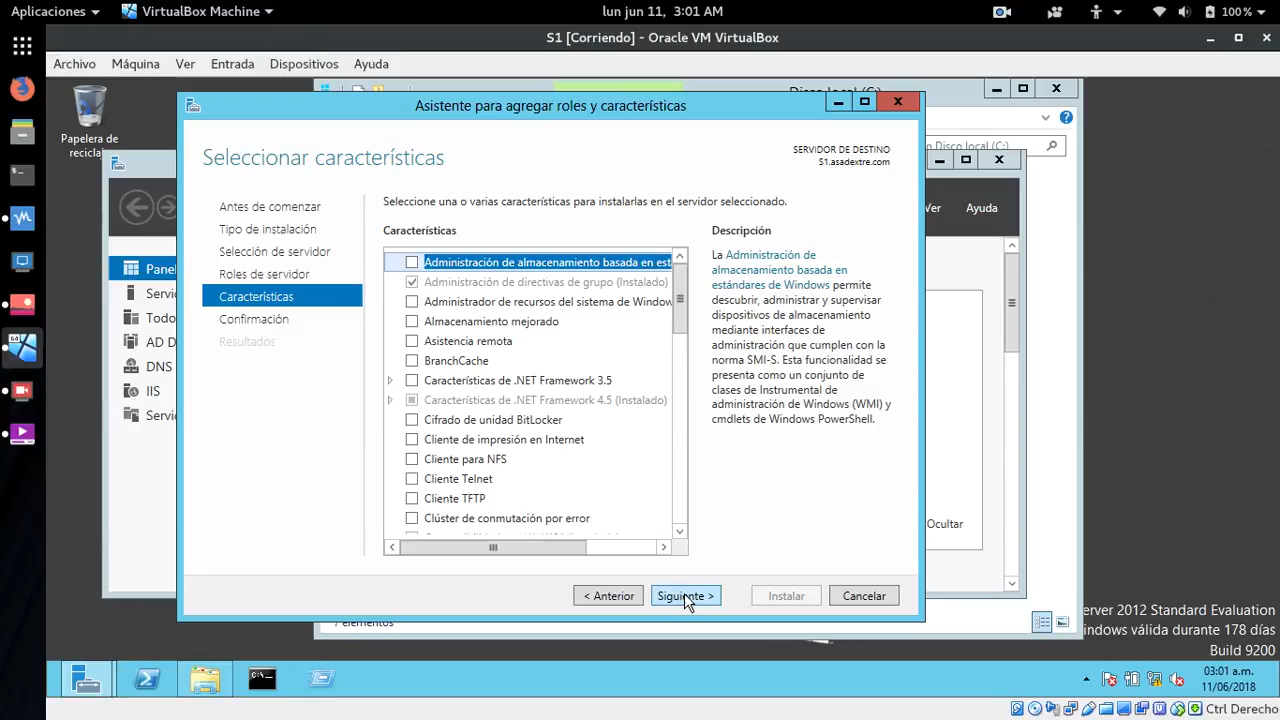 Aplicaciones
VirtualBox Machine
lun jun 11, 3:01 AM
100%
S1 [Corriendo] - Oracle VM VirtualBox
Archivo Máquina Ver Entrada Dispositivos Ayuda
Papelera de
Disco local (C:)
Asistente para agregar roles y características
en Disco local (C:)
Seleccionar características
SERVIDOR DE DESTINO
S1.asadextre.com
Ver Ayuda
Antes de comenzar
Tipo de instalación
Selección de servidor
Roles de servidor
Características
Confirmación
Resultados
Seleccione una o varias características para instalarlas en el servidor seleccionado.
Características
Administración de almacenamiento basada en est
Administración de directivas de grupo (Instalado)
Administrador de recursos del sistema de Window
Almacenamiento mejorado
Asistencia remota
BranchCache
Características de .NET Framework 3.5
Características de .NET Framework 4.5 (Instalado)
Cifrado de unidad BitLocker
Cliente de impresión en Internet
Cliente para NFS
Cliente Telnet
Cliente TFTP
Clúster de conmutación por error
Descripción
La Administración de
almacenamiento basada en
estándares de Windows permite
descubrir, administrar y supervisar
dispositivos de almacenamiento
mediante interfaces de
administración que cumplen con la
norma SMI-S. Esta funcionalidad se
presenta como un conjunto de
clases de Instrumental de
administración de Windows (WMI) y
cmdlets de Windows PowerShell.
Panel
Servi
Todo
AD D
DNS
IIS
Servic
Ocultar
< Anterior
Siguiente >
Instalar
Cancelar
7 elementos
erver 2012 Standard Evaluation
ndows válida durante 178 días
Build 9200
03:01 a.m.
11/06/2018
Ctrl Derecho